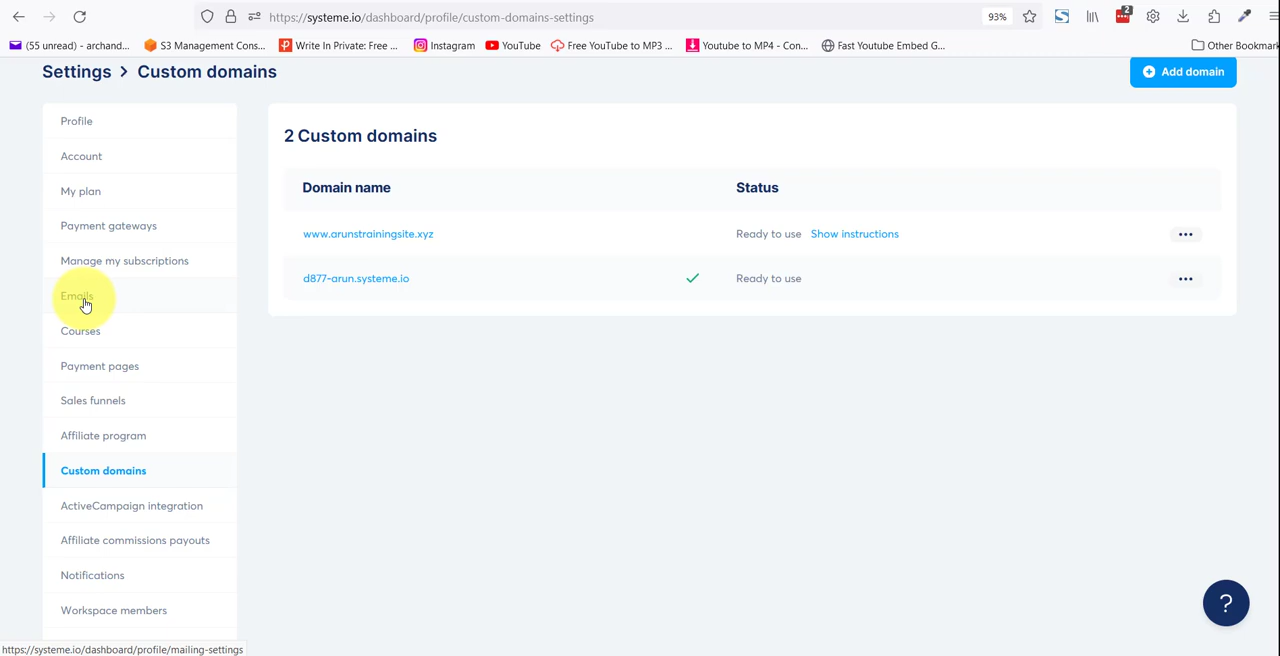 https://systeme.io/dashboard/profile/custom-domains-settings
93%
2
(55 unread) - archand...
S3 Management Cons...
Write In Private: Free ...
Instagram
YouTube
Free YouTube to MP3 ...
Youtube to MP4 - Con...
Fast Youtube Embed G...
Other Bookmark
Settings > Custom domains
Add domain
Profile
Account
My plan
Payment gateways
Manage my subscriptions
Emails
Courses
Payment pages
Sales funnels
Affiliate program
Custom domains
ActiveCampaign integration
Affiliate commissions payouts
Notifications
Workspace members
2 Custom domains
Domain name Status
www.arunstrainingsite.xyz Ready to use Show instructions
d877-arun.systeme.io Ready to use
?
https://systeme.io/dashboard/profile/mailing-settings